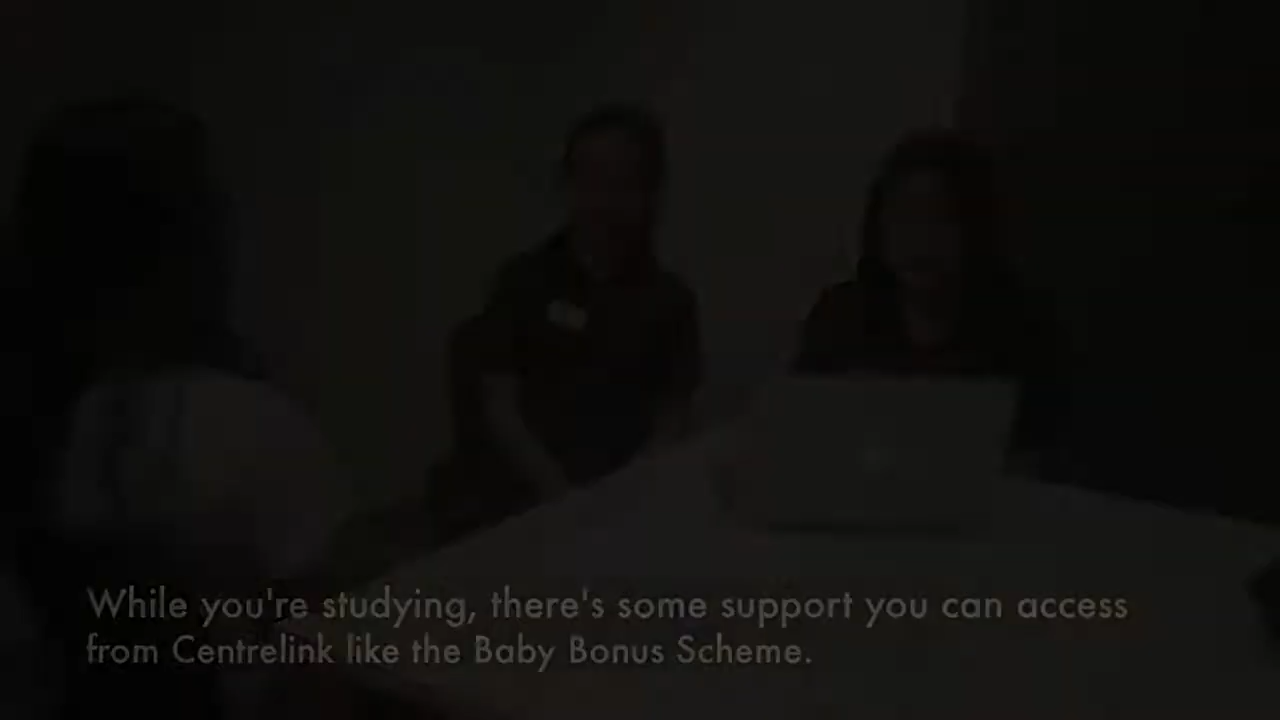 While you're studying, there's some support you can access
from Centrelink like the Baby Bonus Scheme.